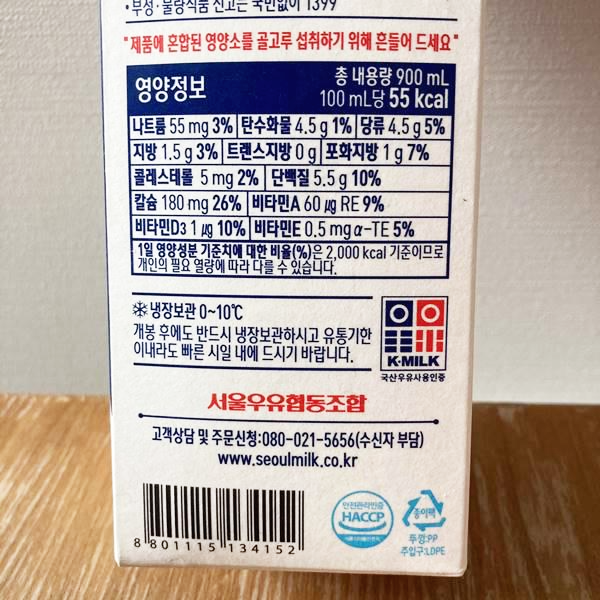 •부정·불량식품 신고는 국번없이 1399
"제품에 혼합된 영양소를 골고루 섭취하기 위해 흔들어 드세요"
영양정보
총 내용량 900 mL
100 mL당 55 kcal
나트륨 55 mg 3% 탄수화물 4.5 g 1% 당류 4.5 g 5%
지방 1.5 g 3% 트랜스지방 0 g 포화지방 1 g 7%
콜레스테롤 5 mg 2% 단백질 5.5 g 10%
칼슘 180 mg 26% 비타민A 60 μg RE 9%
비타민D3 1 μg 10% 비타민E 0.5 mg α-TE 5%
1일 영양성분 기준치에 대한 비율(%)은 2,000 kcal 기준이므로
개인의 필요 열량에 따라 다를 수 있습니다.
냉장보관 0~10℃
개봉 후에도 반드시 냉장보관하시고 유통기한
이내라도 빠른 시일 내에 드시기 바랍니다.
K·MILK
국산우유사용인증
서울우유협동조합
고객상담 및 주문신청:080-021-5656(수신자 부담)
www.seoulmilk.co.kr
8 801115 134152
안전관리인증
HACCP
종이팩
뚜껑:PP
주입구:LDPE